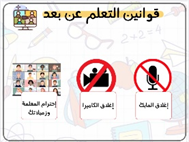 قوانين التعلم عن بعد
إغلاق المايك
إغلاق الكاميرا
إحترام المعلمة
وزميلاتك